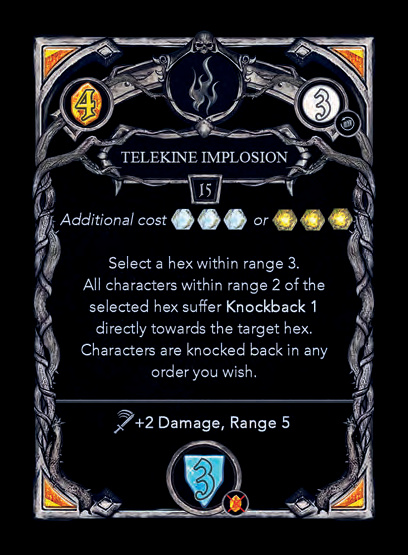 4
3
TELEKINE IMPLOSION
15
Additional cost or
Select a hex within range 3.
All characters within range 2 of the
selected hex suffer Knockback 1
directly towards the target hex.
Characters are knocked back in any
order you wish.
+2 Damage, Range 5
3